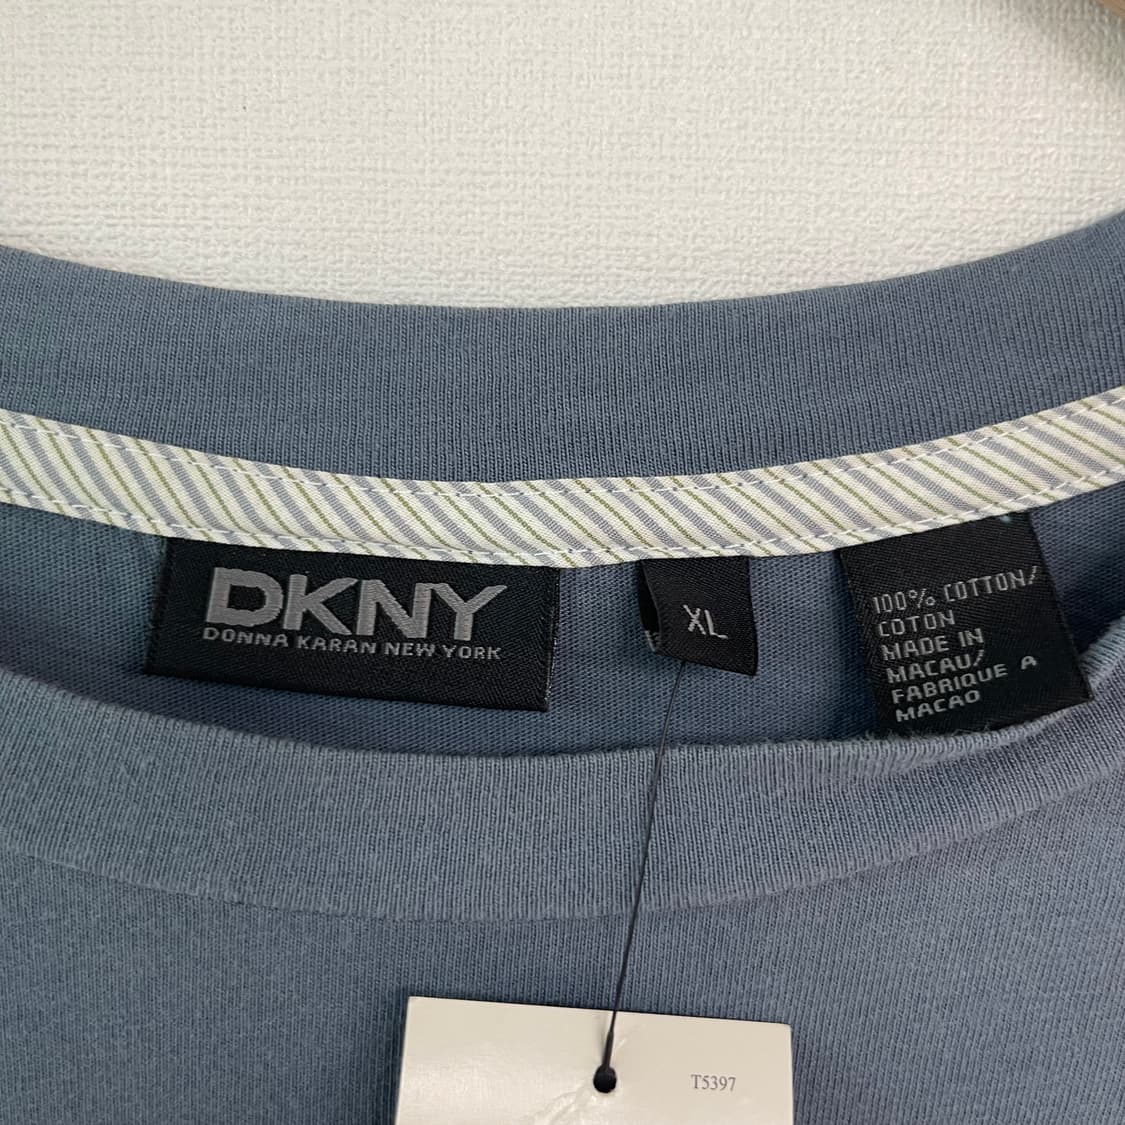 DKNY
DONNA KARAN NEW YORK
XL
100% COTTON/
COTON
MADE IN
MACAU/
FABRIQUE A
MACAO
T5397